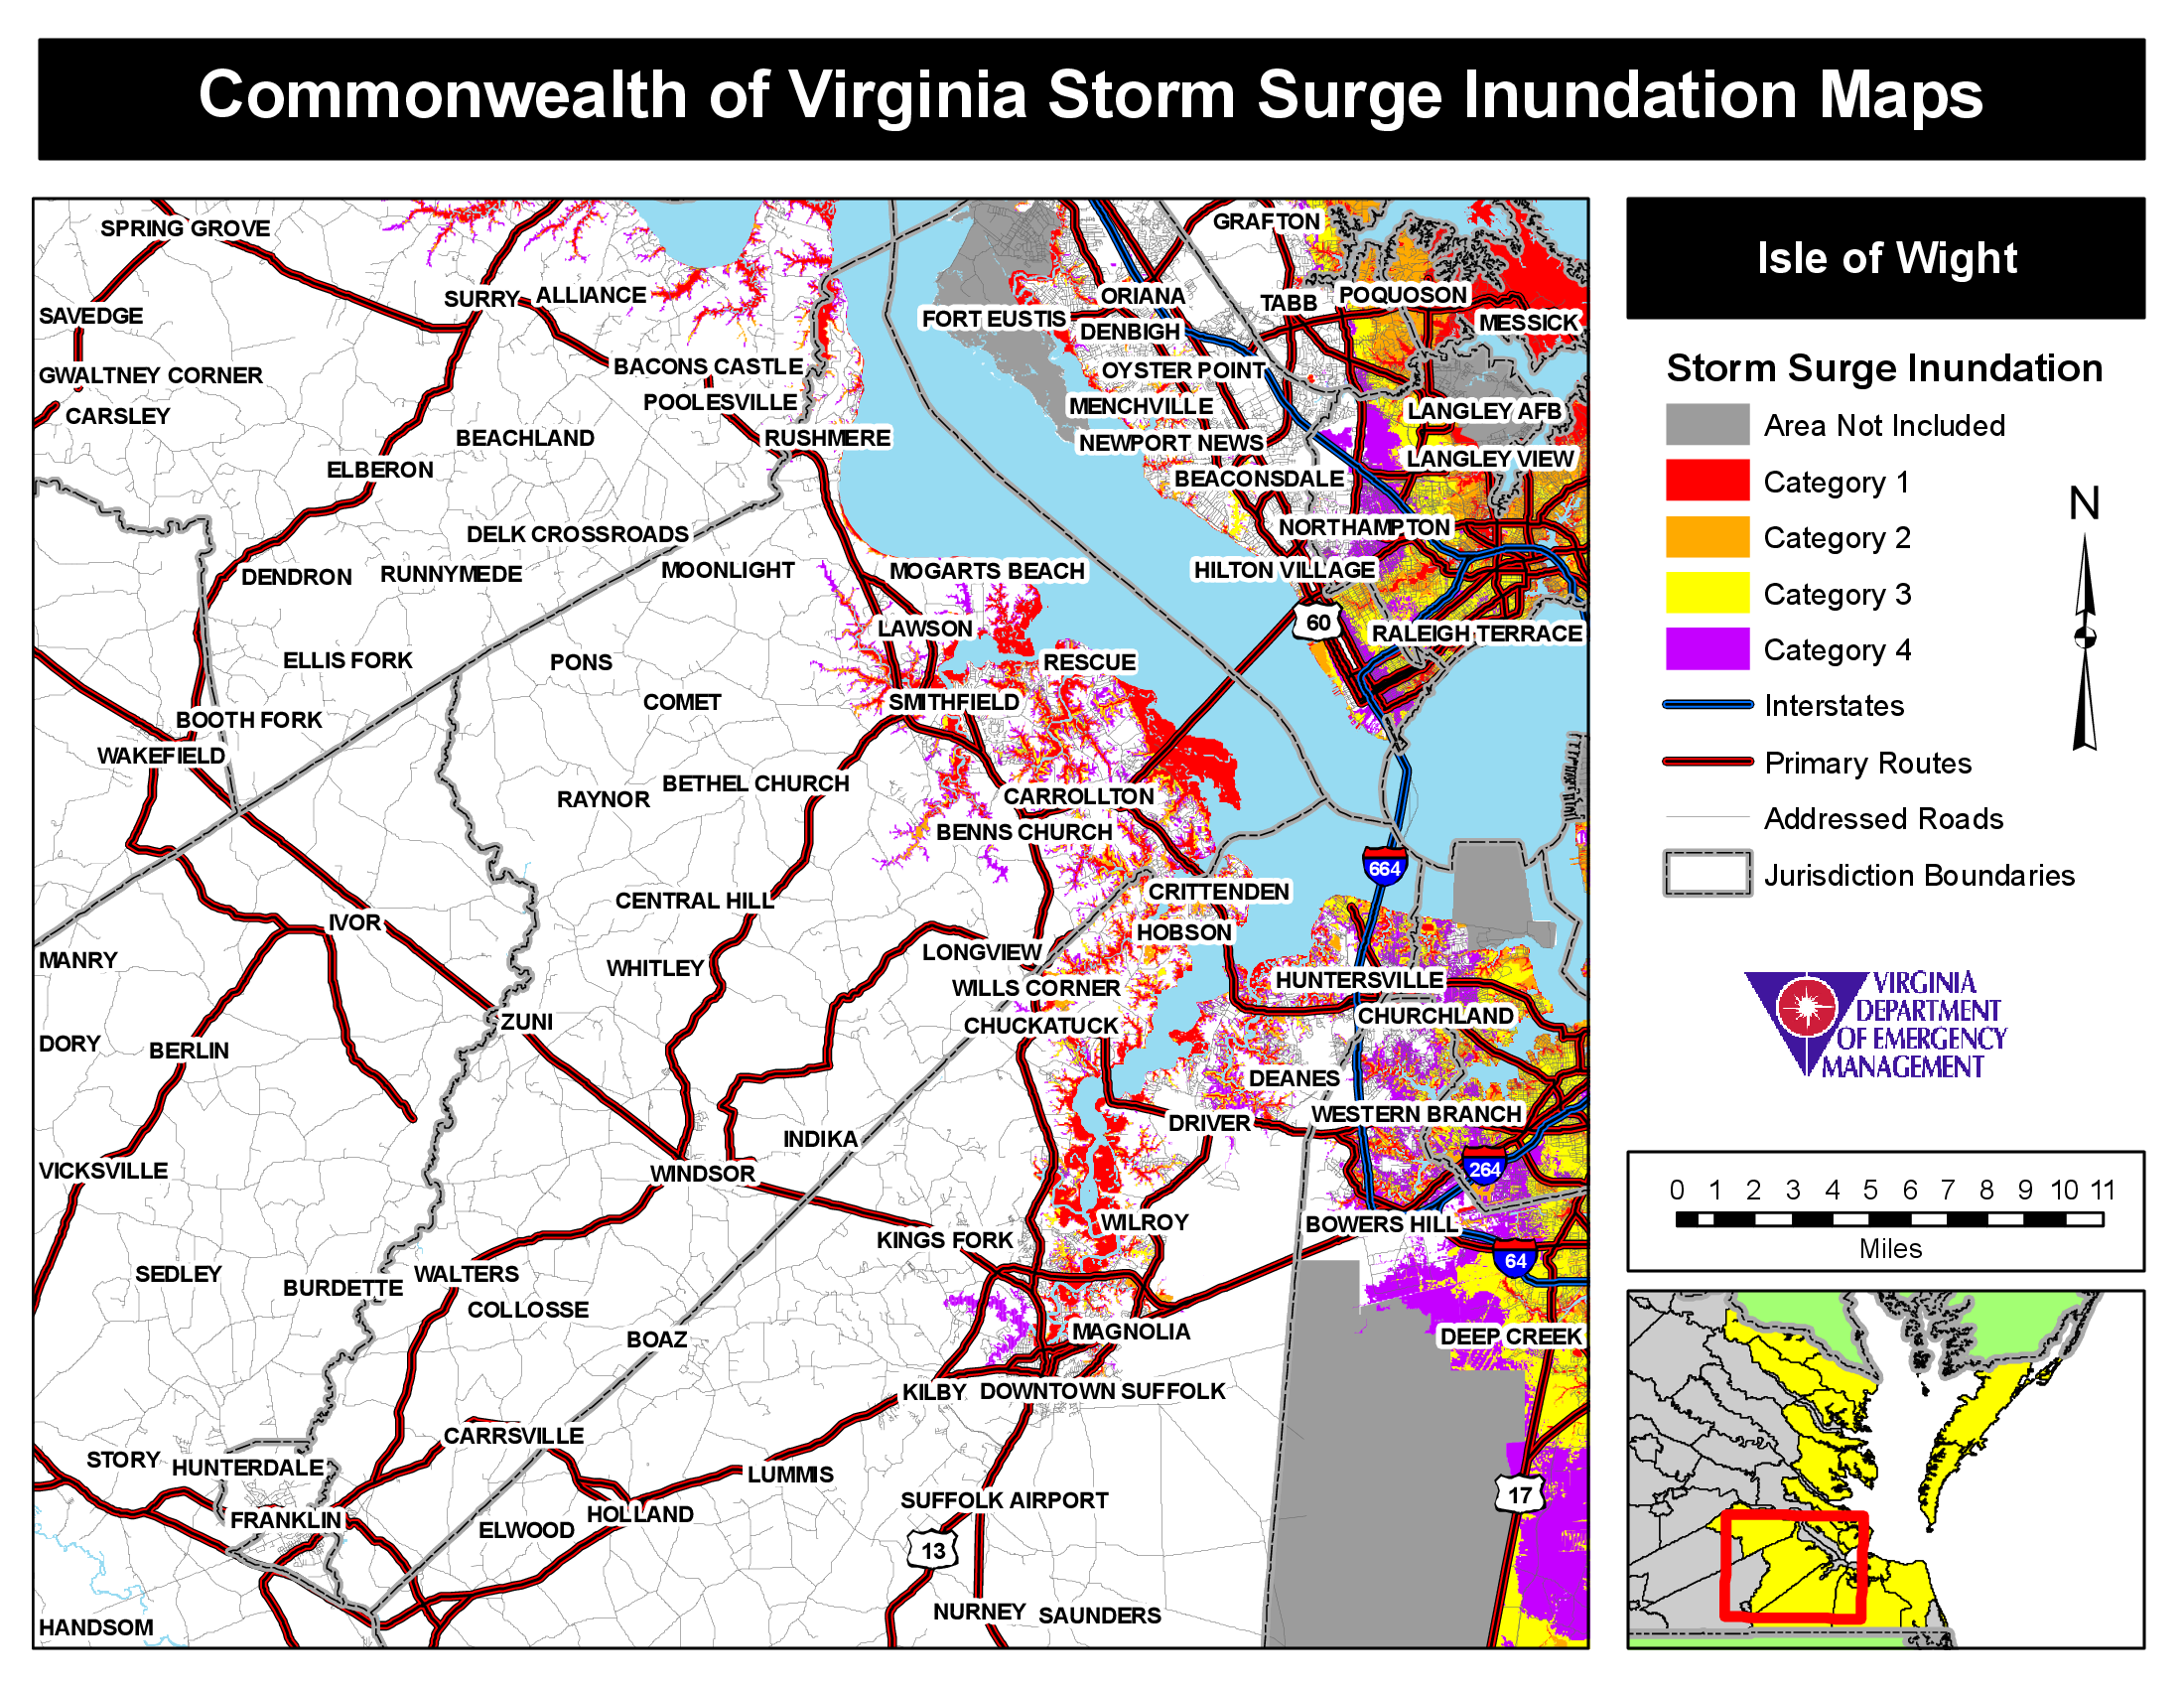 Commonwealth of Virginia Storm Surge Inundation Maps
Isle of Wight
Storm Surge Inundation
Area Not Included
Category 1
Category 2
Category 3
Category 4
Interstates
Primary Routes
Addressed Roads
Jurisdiction Boundaries
N
VIRGINIA
DEPARTMENT
OF EMERGENCY
MANAGEMENT
0 1 2 3 4 5 6 7 8 9 10 11
Miles
SPRING GROVE
GRAFTON
SURRY
ALLIANCE
ORIANA
TABB
POQUOSON
SAVEDGE
FORT EUSTIS
DENBIGH
MESSICK
GWALTNEY CORNER
BACONS CASTLE
OYSTER POINT
CARSLEY
POOLESVILLE
MENCHVILLE
LANGLEY AFB
BEACHLAND
RUSHMERE
NEWPORT NEWS
ELBERON
LANGLEY VIEW
BEACONSDALE
DELK CROSSROADS
NORTHAMPTON
DENDRON
RUNNYMEDE
MOONLIGHT
MOGARTS BEACH
HILTON VILLAGE
60
LAWSON
RALEIGH TERRACE
ELLIS FORK
PONS
RESCUE
COMET
SMITHFIELD
BOOTH FORK
WAKEFIELD
RAYNOR
BETHEL CHURCH
CARROLLTON
BENNS CHURCH
664
CENTRAL HILL
CRITTENDEN
IVOR
HOBSON
MANRY
WHITLEY
LONGVIEW
HUNTERSVILLE
WILLS CORNER
ZUNI
CHUCKATUCK
CHURCHLAND
DORY
BERLIN
DEANES
INDIKA
DRIVER
WESTERN BRANCH
VICKSVILLE
WINDSOR
264
WILROY
BOWERS HILL
KINGS FORK
64
SEDLEY
BURDETTE
WALTERS
COLLOSSE
BOAZ
MAGNOLIA
DEEP CREEK
KILBY
DOWNTOWN SUFFOLK
CARRSVILLE
STORY
HUNTERDALE
LUMMIS
17
SUFFOLK AIRPORT
FRANKLIN
ELWOOD
HOLLAND
13
HANDSOM
NURNEY
SAUNDERS